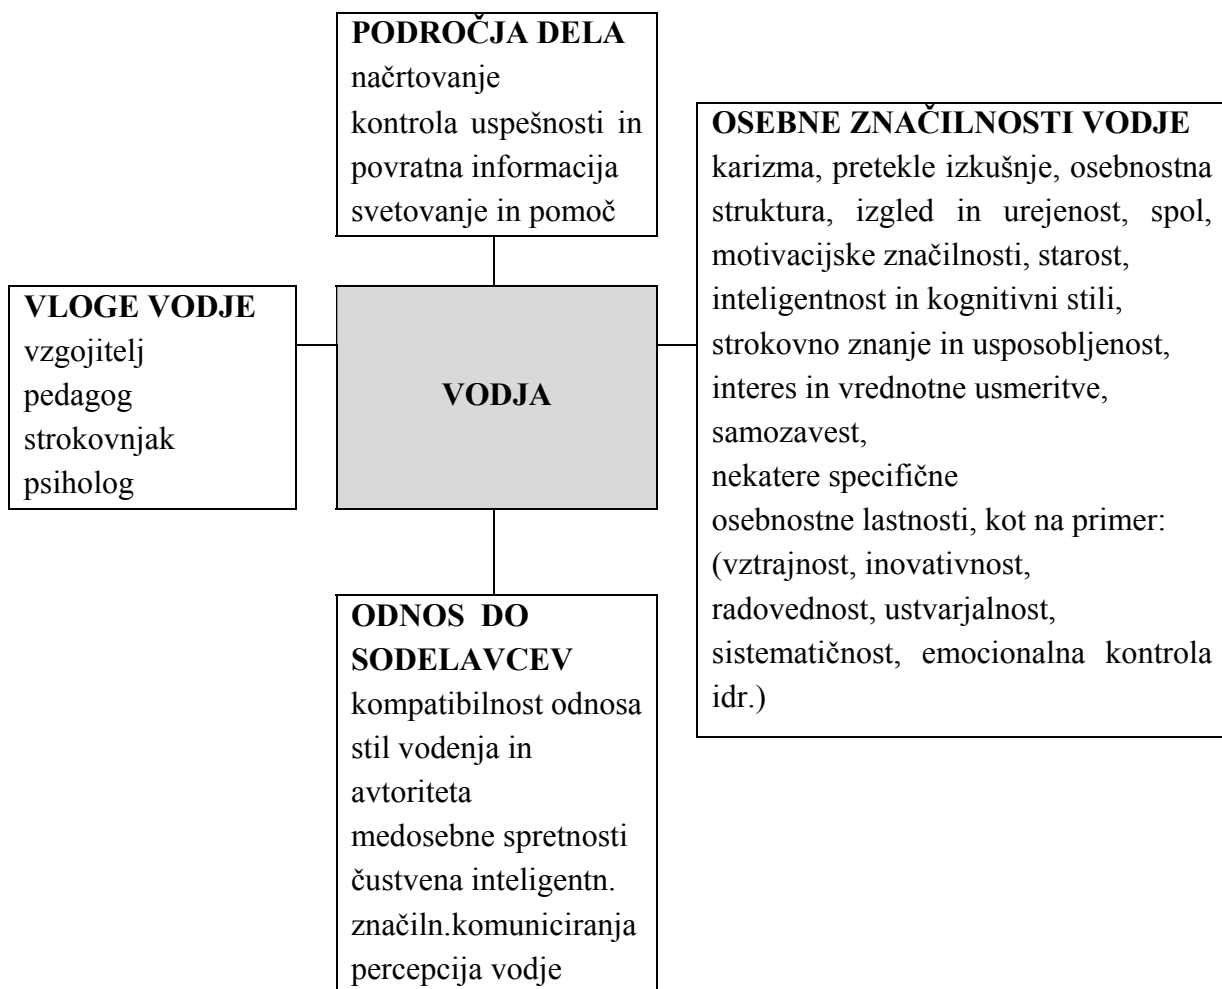 PODROČJA DELA
načrtovanje
kontrola uspešnosti in
povratna informacija
svetovanje in pomoč
OSEBNE ZNAČILNOSTI VODJE
karizma, pretekle izkušnje, osebnostna
struktura, izgled in urejenost, spol,
motivacijske značilnosti, starost,
inteligentnost in kognitivni stili,
strokovno znanje in usposobljenost,
interes in vrednotne usmeritve,
samozavest,
nekatere specifične
osebnostne lastnosti, kot na primer:
(vztrajnost, inovativnost,
radovednost, ustvarjalnost,
sistematičnost, emocionalna kontrola
idr.)
VLOGE VODJE
vzgojitelj
pedagog
strokovnjak
psiholog
VODJA
ODNOS DO
SODELAVCEV
kompatibilnost odnosa
stil vodenja in
avtoriteta
medosebne spretnosti
čustvena inteligentn.
značiln.komuniciranja
percepcija vodje